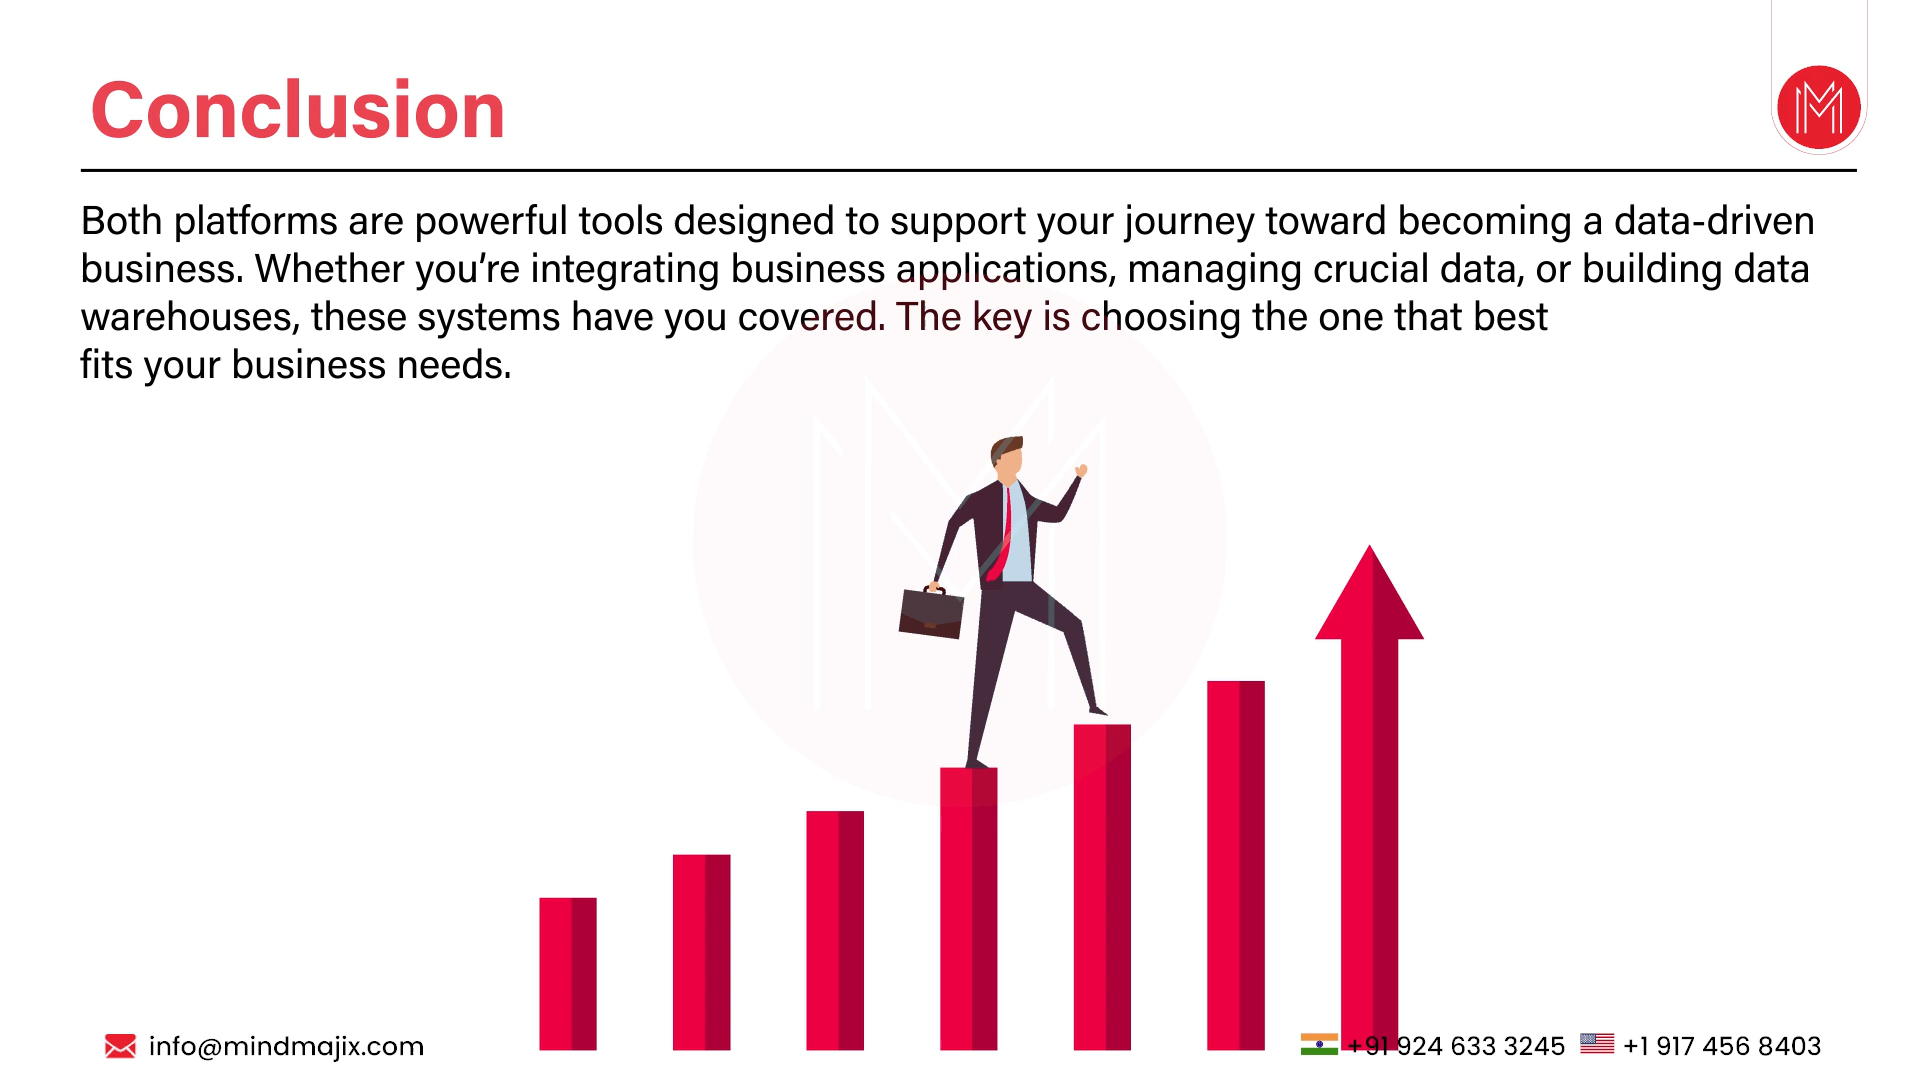 Conclusion
Both platforms are powerful tools designed to support your journey toward becoming a data-driven
business. Whether you’re integrating business applications, managing crucial data, or building data
warehouses, these systems have you covered. The key is choosing the one that best
fits your business needs.
info@mindmajix.com
+91 924 633 3245
+1 917 456 8403